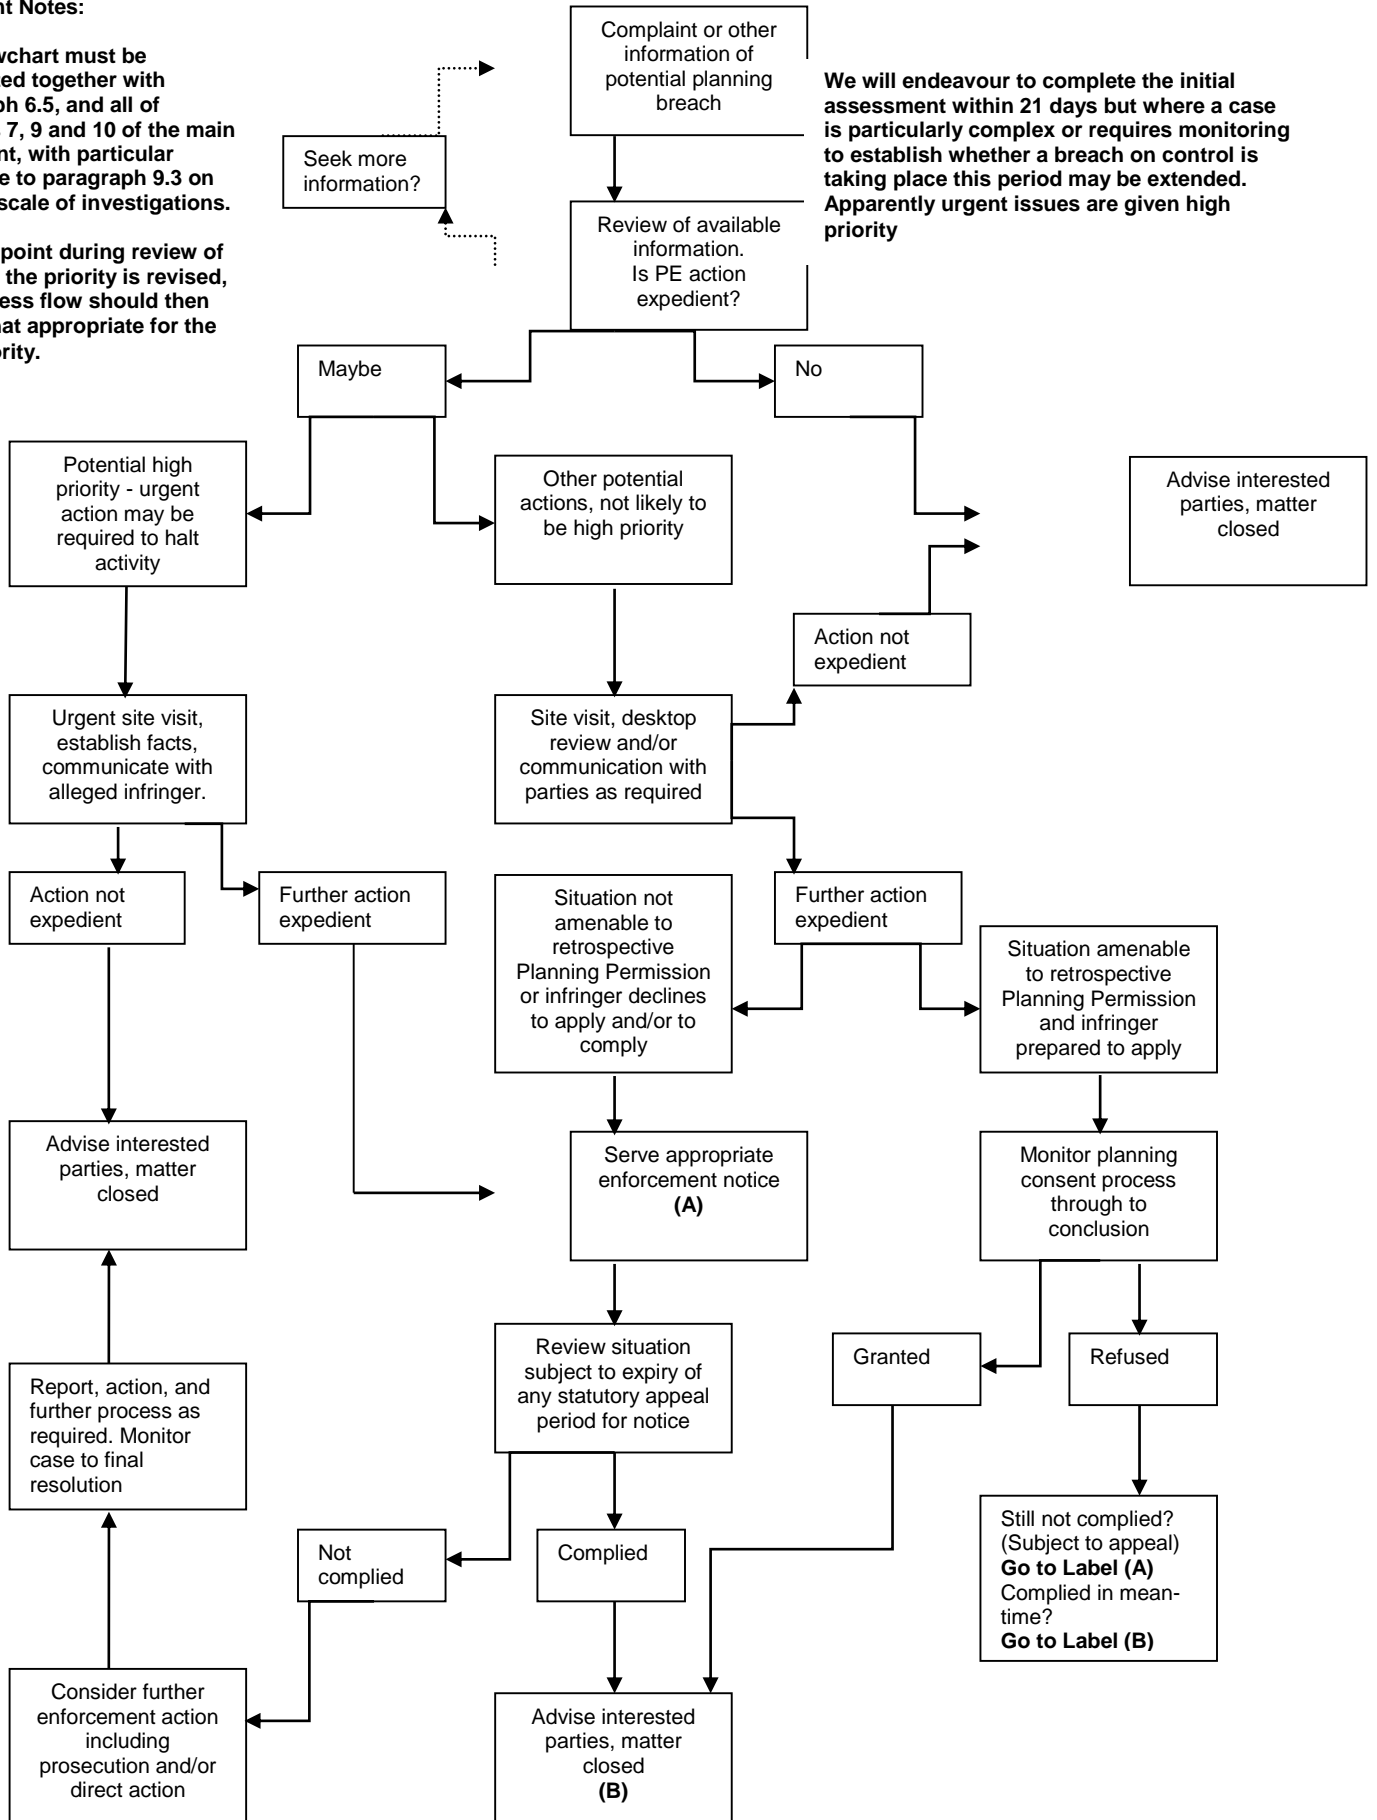 nt Notes:
wchart must be
ted together with
ph 6.5, and all of
7, 9 and 10 of the main
nt, with particular
e to paragraph 9.3 on
scale of investigations.
point during review of
the priority is revised,
ess flow should then
hat appropriate for the
ority.
Complaint or other
information of
potential planning
breach
We will endeavour to complete the initial
assessment within 21 days but where a case
is particularly complex or requires monitoring
to establish whether a breach on control is
taking place this period may be extended.
Apparently urgent issues are given high
priority
Seek more
information?
Review of available
information.
Is PE action
expedient?
Maybe
No
Potential high
priority - urgent
action may be
required to halt
activity
Other potential
actions, not likely to
be high priority
Advise interested
parties, matter
closed
Action not
expedient
Urgent site visit,
establish facts,
communicate with
alleged infringer.
Site visit, desktop
review and/or
communication with
parties as required
Action not
expedient
Further action
expedient
Situation not
amenable to
retrospective
Planning Permission
or infringer declines
to apply and/or to
comply
Further action
expedient
Situation amenable
to retrospective
Planning Permission
and infringer
prepared to apply
Advise interested
parties, matter
closed
Serve appropriate
enforcement notice
(A)
Monitor planning
consent process
through to
conclusion
Review situation
subject to expiry of
any statutory appeal
period for notice
Granted
Refused
Report, action, and
further process as
required. Monitor
case to final
resolution
Not
complied
Complied
Still not complied?
(Subject to appeal)
Go to Label (A)
Complied in mean-
time?
Go to Label (B)
Consider further
enforcement action
including
prosecution and/or
direct action
Advise interested
parties, matter
closed
(B)